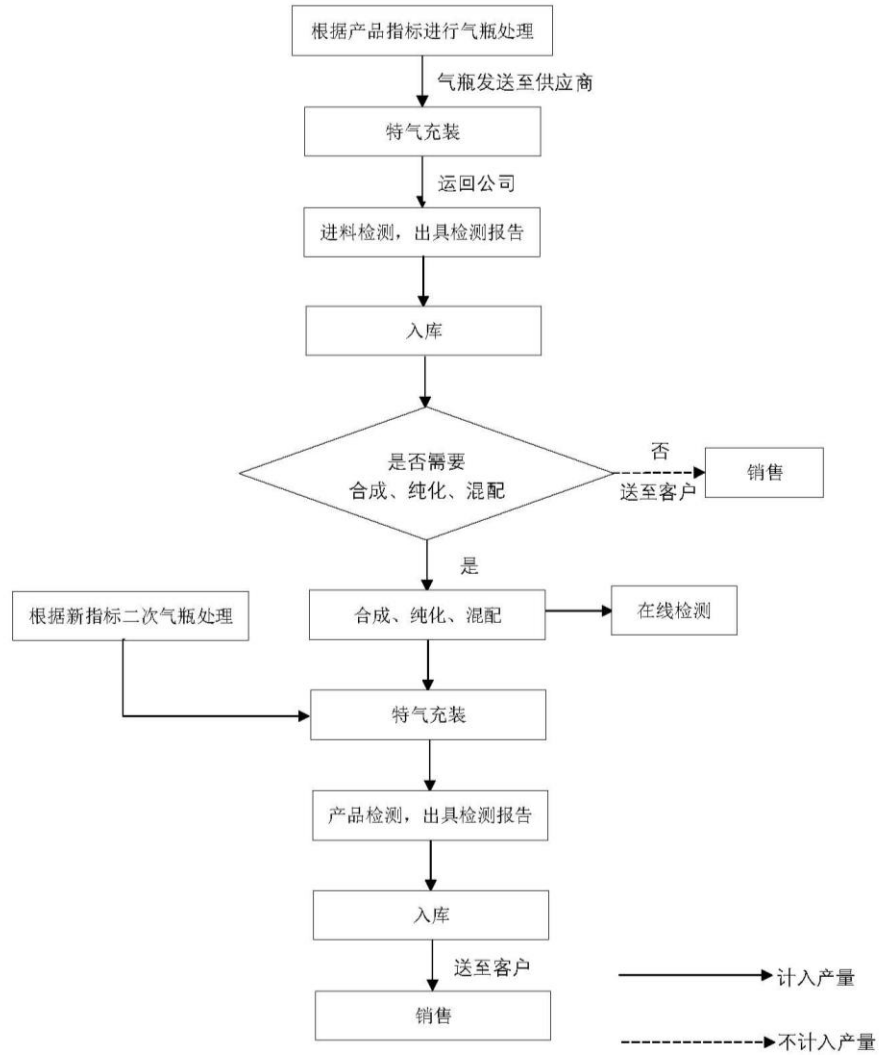 根据产品指标进行气瓶处理
气瓶发送至供应商
特气充装
运回公司
进料检测，出具检测报告
入库
是否需要
合成、纯化、混配
否
送至客户
销售
是
根据新指标二次气瓶处理
合成、纯化、混配
在线检测
特气充装
产品检测，出具检测报告
入库
送至客户
销售
计入产量
不计入产量